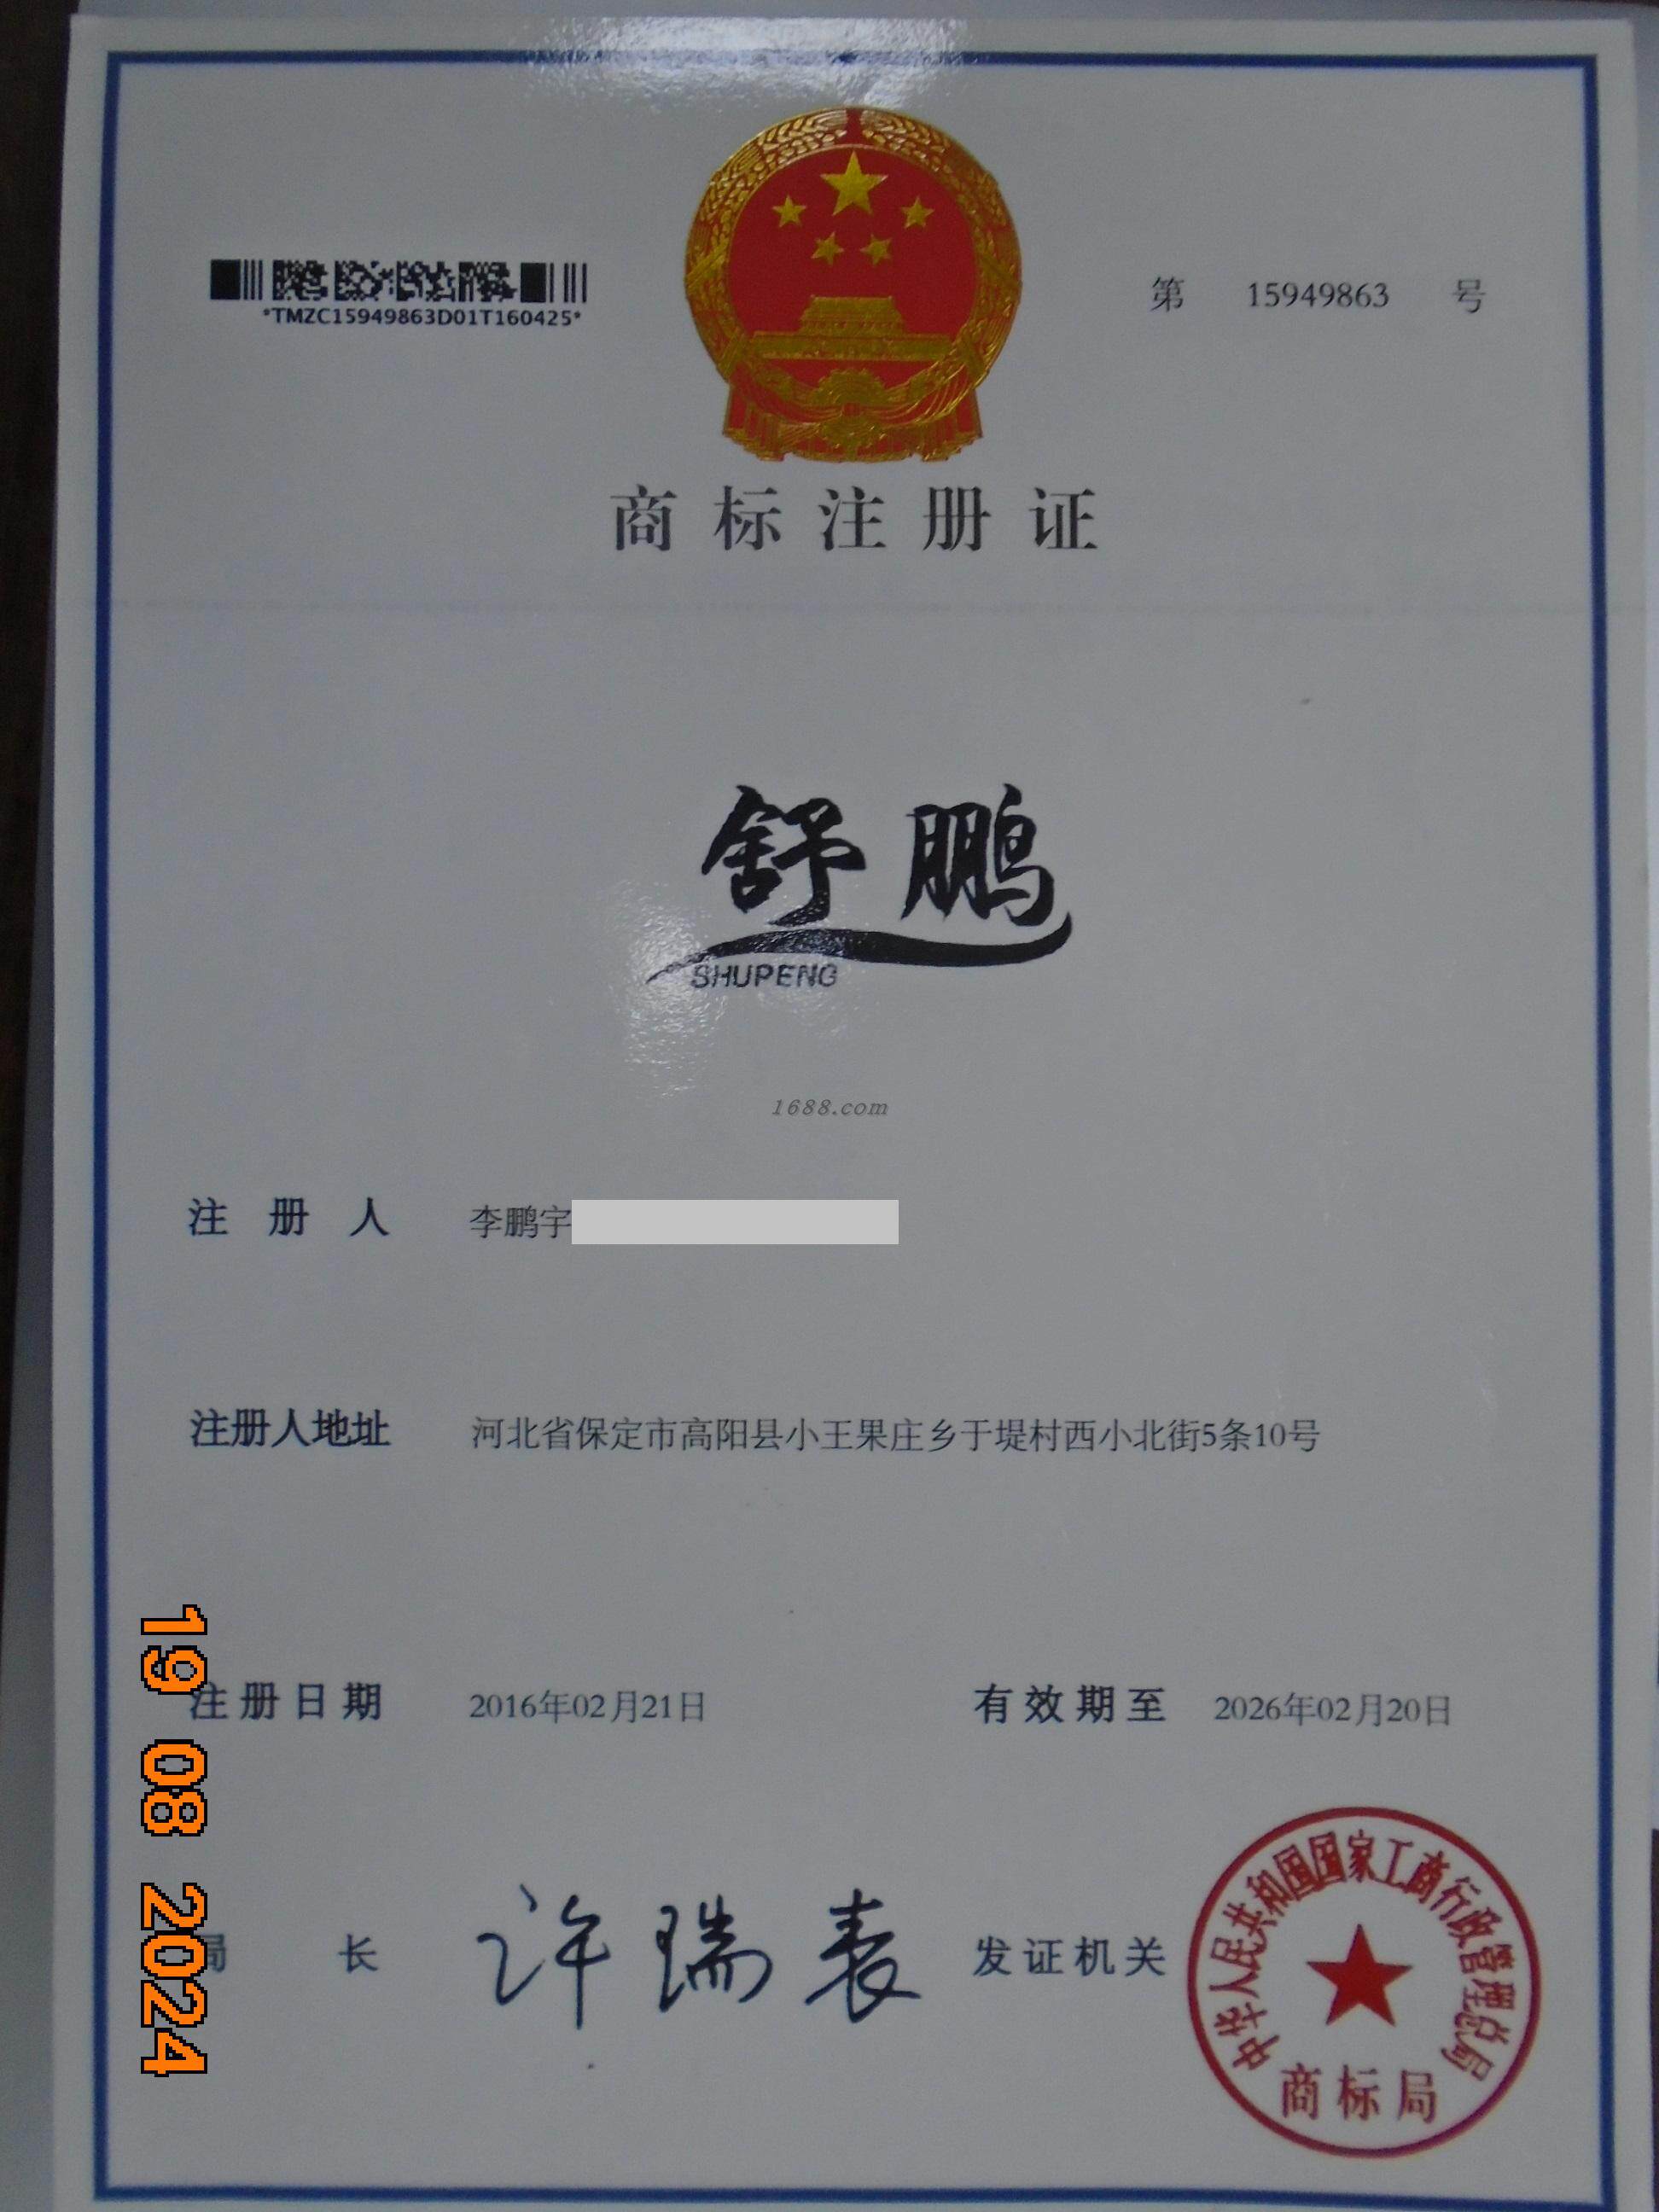 *TMZC15949863D01T160425*
第 15949863 号
商标注册证
舒鹏
SHUPENG
1688.com
注册人 李鹏宇
注册人地址 河北省保定市高阳县小王果庄乡于堤村西小北街5条10号
注册日期 2016年02月21日 有效期至 2026年02月20日
局长 许瑞表 发证机关
中华人民共和国国家工商行政管理总局
商标局
19 08 2024